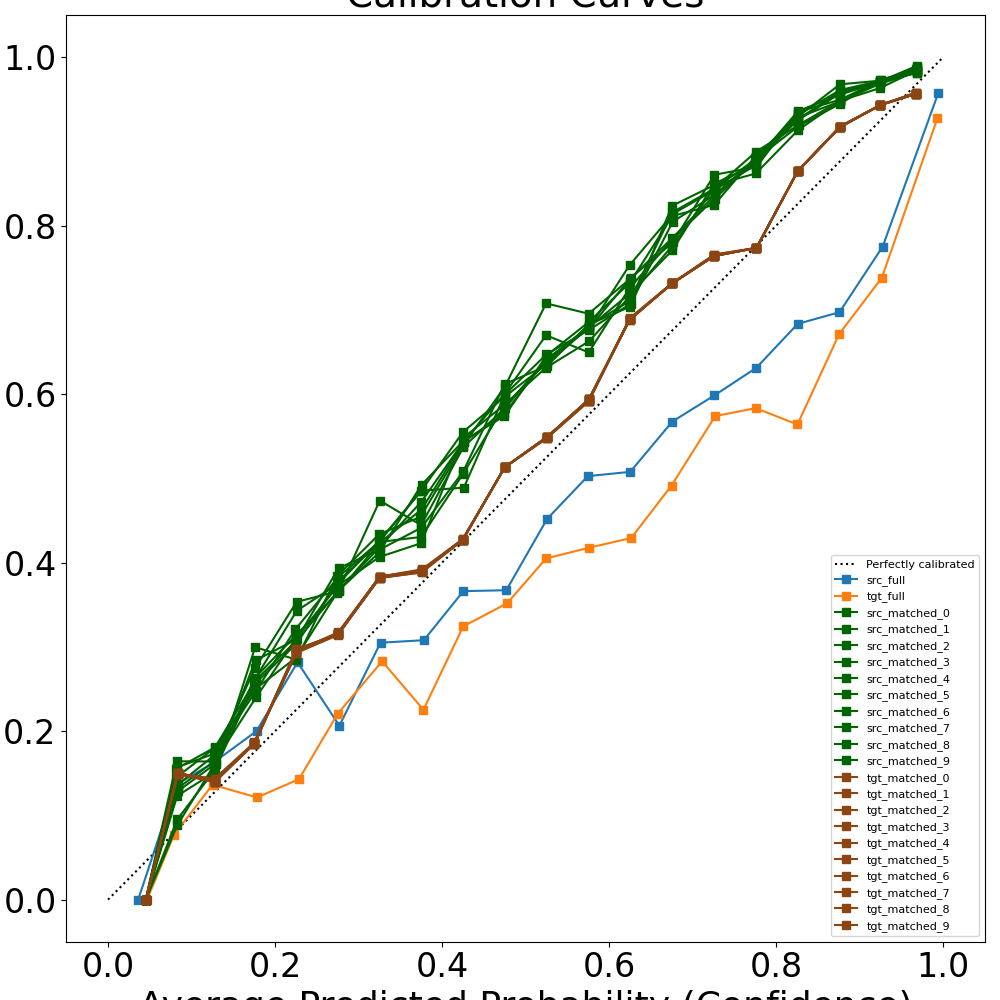 Calibration Curves
1.0
0.8
0.6
0.4
0.2
0.0
0.0 0.2 0.4 0.6 0.8 1.0
Average Predicted Probability (Confidence)
Perfectly calibrated
src_full
tgt_full
src_matched_0
src_matched_1
src_matched_2
src_matched_3
src_matched_4
src_matched_5
src_matched_6
src_matched_7
src_matched_8
src_matched_9
tgt_matched_0
tgt_matched_1
tgt_matched_2
tgt_matched_3
tgt_matched_4
tgt_matched_5
tgt_matched_6
tgt_matched_7
tgt_matched_8
tgt_matched_9